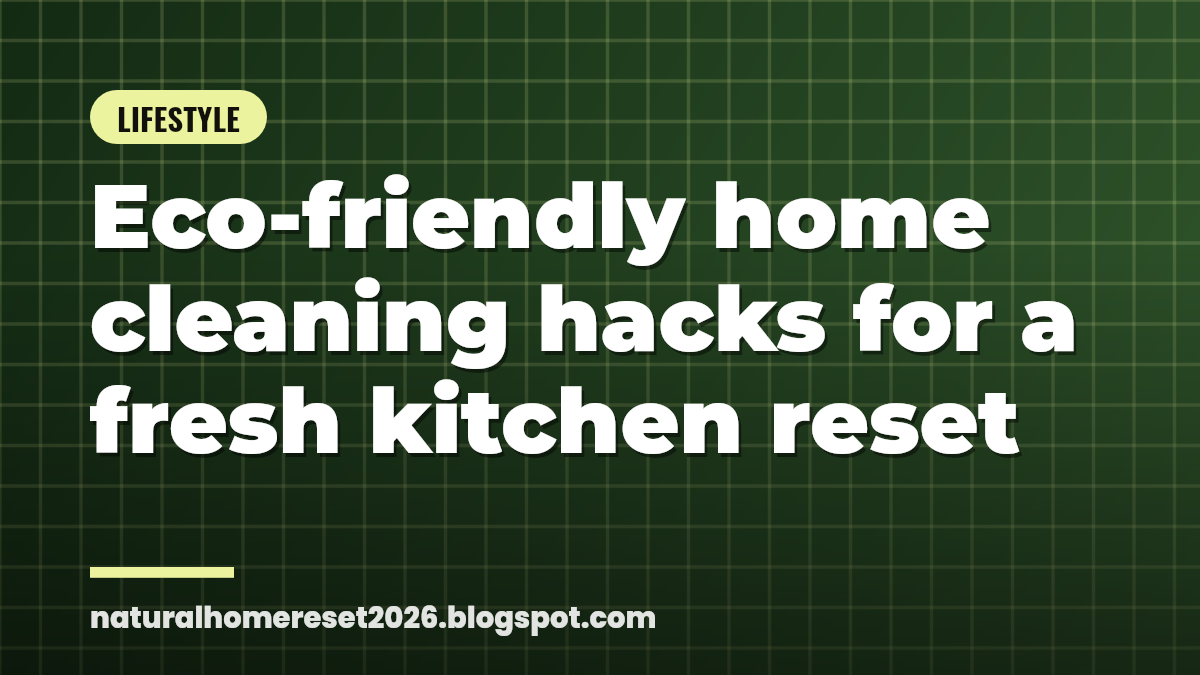 LIFESTYLE
Eco-friendly home
cleaning hacks for a
fresh kitchen reset
naturalhomereset2026.blogspot.com